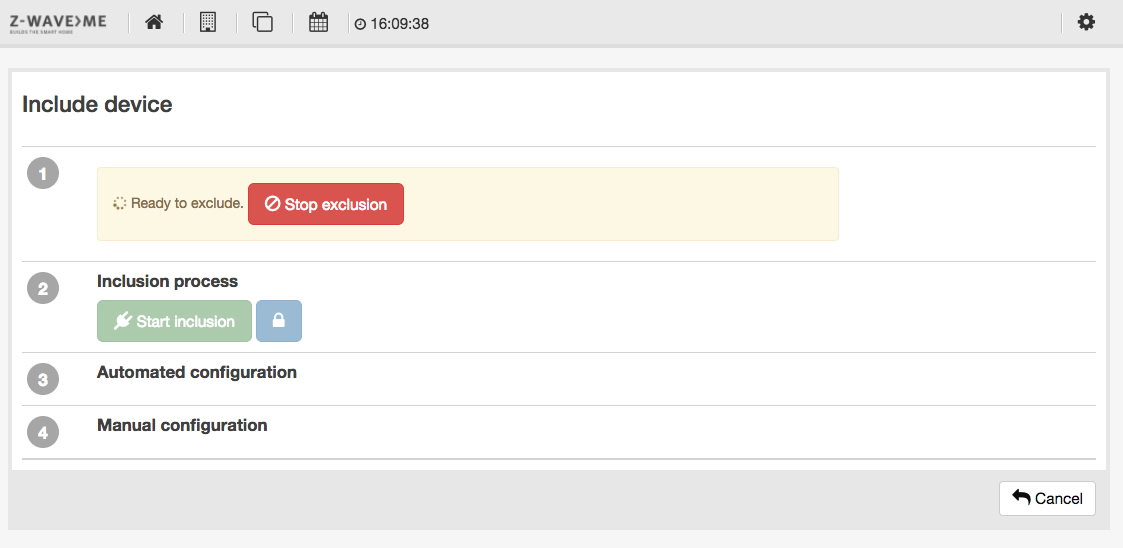 Z-WAVE>ME
BUILDS THE SMART HOME
16:09:38
Include device
1
Ready to exclude. Stop exclusion
2
Inclusion process
Start inclusion
3
Automated configuration
4
Manual configuration
Cancel